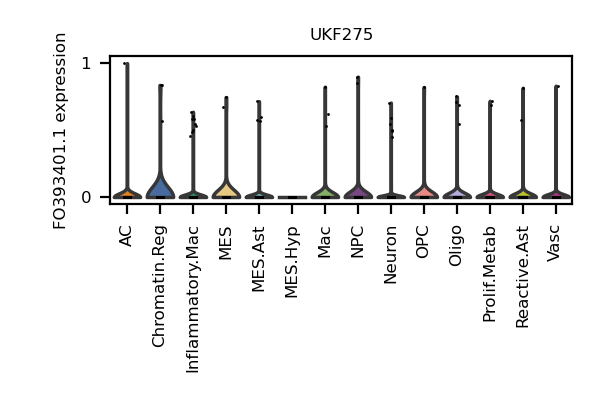 UKF275
FO393401.1 expression
1
0
AC
Chromatin.Reg
Inflammatory.Mac
MES
MES.Ast
MES.Hyp
Mac
NPC
Neuron
OPC
Oligo
Prolif.Metab
Reactive.Ast
Vasc